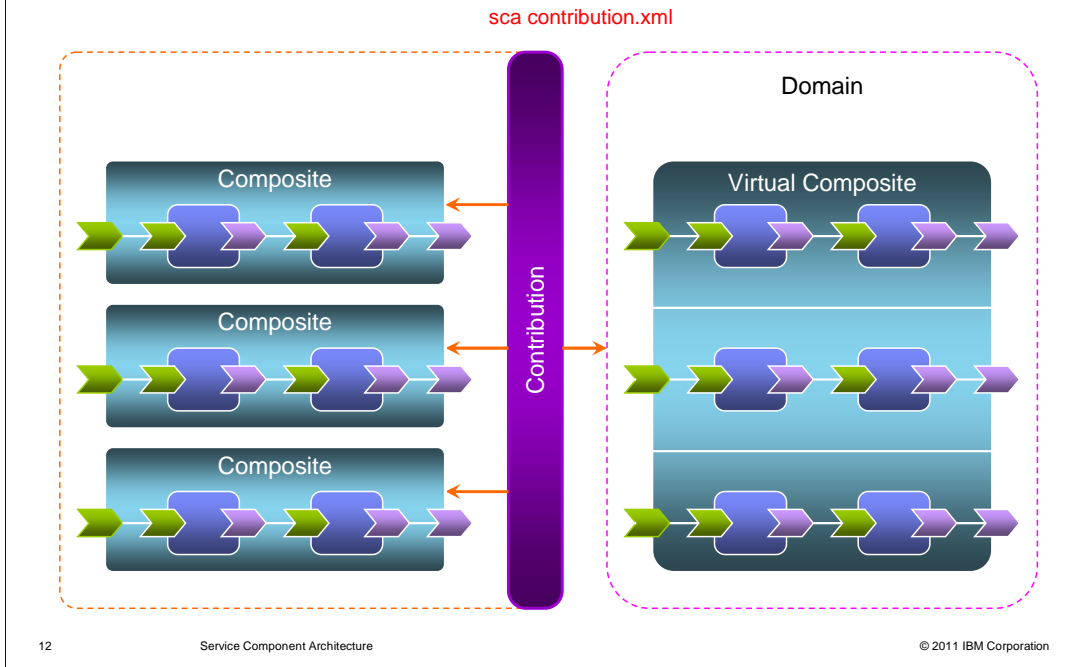 sca contribution.xml
Domain
Composite
Virtual Composite
Composite
Composite
Contribution
12
Service Component Architecture
© 2011 IBM Corporation